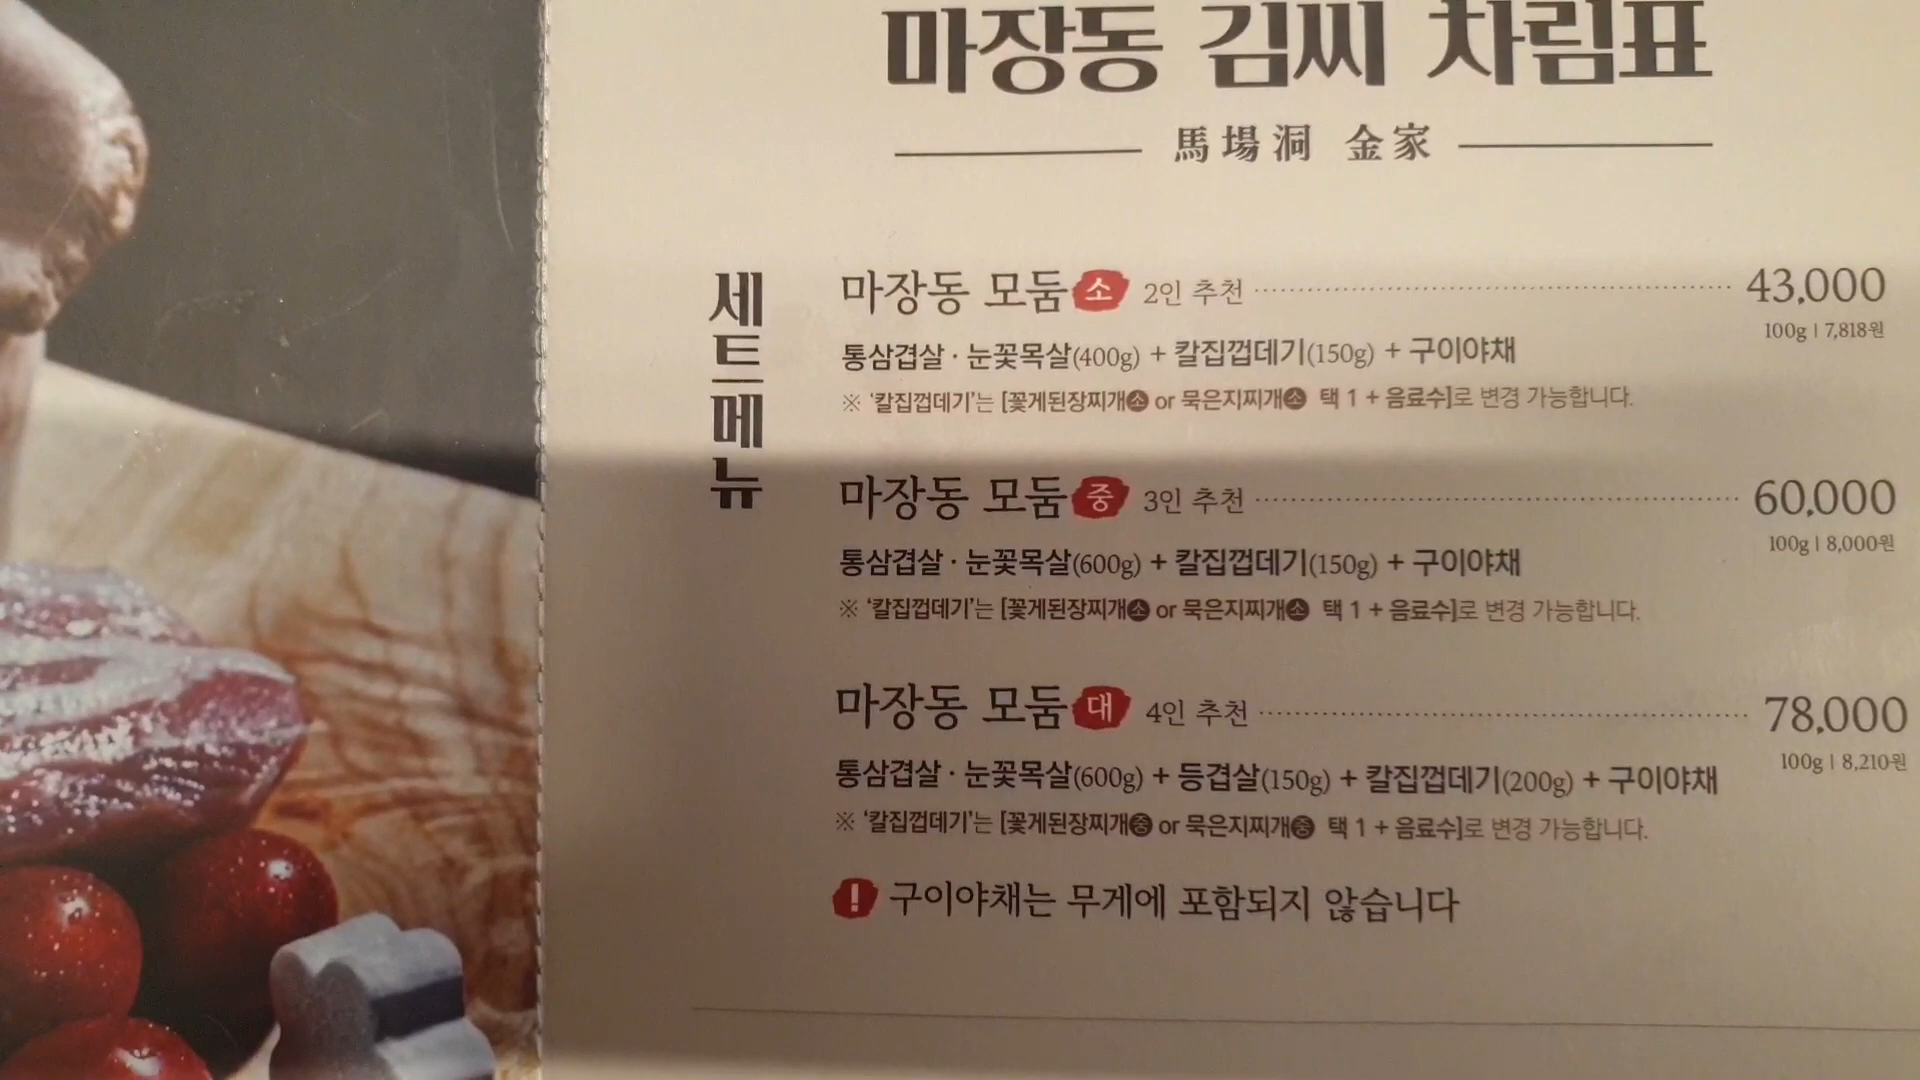 마장동 김씨 차림표
馬場洞 金家
세트메뉴
마장동 모둠 소 2인 추천 43,000
100g | 7,818원
통삼겹살 · 눈꽃목살(400g) + 칼집껍데기(150g) + 구이야채
※ '칼집껍데기'는 [꽃게된장찌개소 or 묵은지찌개소 택 1 + 음료수]로 변경 가능합니다.
마장동 모둠 중 3인 추천 60,000
100g | 8,000원
통삼겹살 · 눈꽃목살(600g) + 칼집껍데기(150g) + 구이야채
※ '칼집껍데기'는 [꽃게된장찌개소 or 묵은지찌개소 택 1 + 음료수]로 변경 가능합니다.
마장동 모둠 대 4인 추천 78,000
100g | 8,210원
통삼겹살 · 눈꽃목살(600g) + 등겹살(150g) + 칼집껍데기(200g) + 구이야채
※ '칼집껍데기'는 [꽃게된장찌개중 or 묵은지찌개중 택 1 + 음료수]로 변경 가능합니다.
! 구이야채는 무게에 포함되지 않습니다